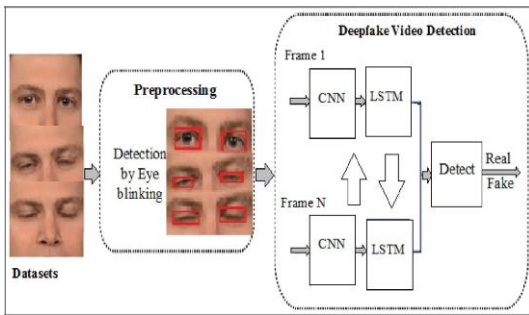 Deepfake Video Detection
Frame 1
CNN
LSTM
Preprocessing
Detection
by Eye
blinking
Detect
Real
Fake
Frame N
CNN
LSTM
Datasets